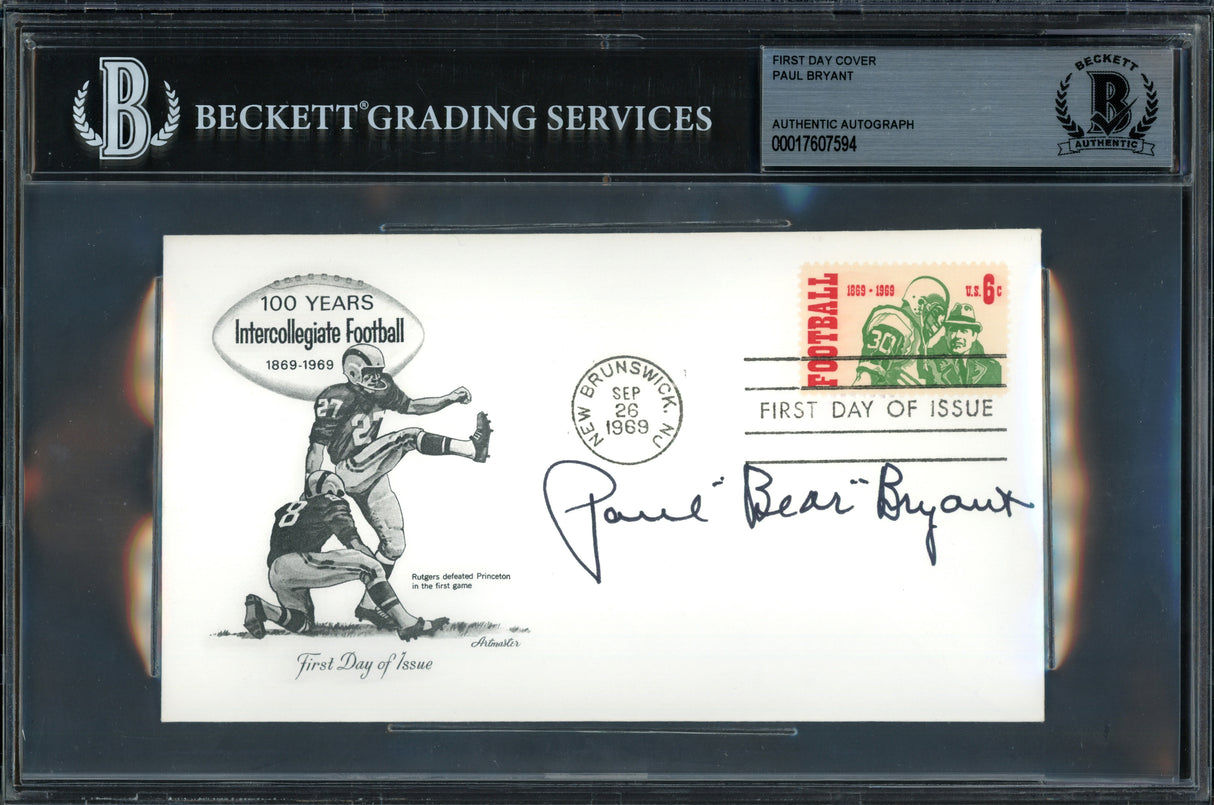 BECKETT® GRADING SERVICES
FIRST DAY COVER
PAUL BRYANT
AUTHENTIC AUTOGRAPH
00017607594
BECKETT
B
AUTHENTIC
B
100 YEARS
Intercollegiate Football
1869-1969
27
27
8
Rutgers defeated Princeton
in the first game
Artmaster
First Day of Issue
NEW BRUNSWICK, NJ
SEP
26
1969
FOOTBALL
1869 • 1969
U.S. 6c
30
FIRST DAY OF ISSUE
Paul "Bear" Bryant